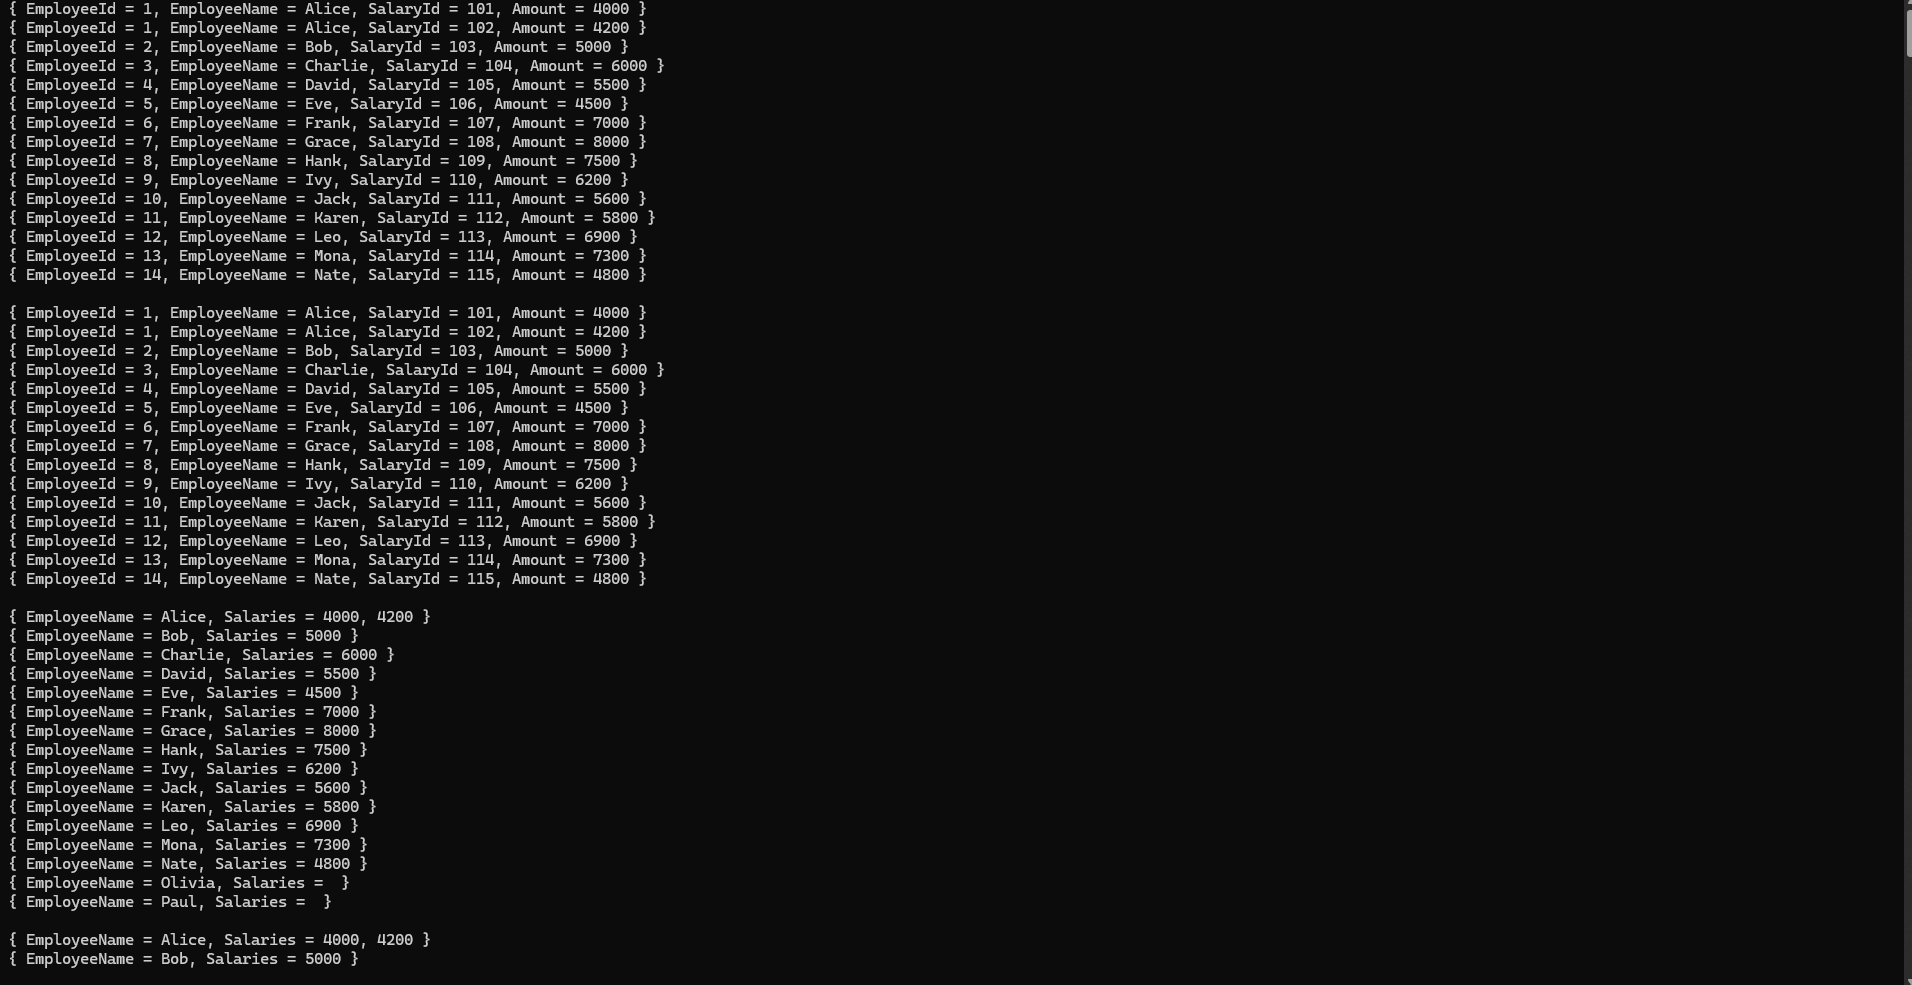 { EmployeeId = 1, EmployeeName = Alice, SalaryId = 101, Amount = 4000 }
{ EmployeeId = 1, EmployeeName = Alice, SalaryId = 102, Amount = 4200 }
{ EmployeeId = 2, EmployeeName = Bob, SalaryId = 103, Amount = 5000 }
{ EmployeeId = 3, EmployeeName = Charlie, SalaryId = 104, Amount = 6000 }
{ EmployeeId = 4, EmployeeName = David, SalaryId = 105, Amount = 5500 }
{ EmployeeId = 5, EmployeeName = Eve, SalaryId = 106, Amount = 4500 }
{ EmployeeId = 6, EmployeeName = Frank, SalaryId = 107, Amount = 7000 }
{ EmployeeId = 7, EmployeeName = Grace, SalaryId = 108, Amount = 8000 }
{ EmployeeId = 8, EmployeeName = Hank, SalaryId = 109, Amount = 7500 }
{ EmployeeId = 9, EmployeeName = Ivy, SalaryId = 110, Amount = 6200 }
{ EmployeeId = 10, EmployeeName = Jack, SalaryId = 111, Amount = 5600 }
{ EmployeeId = 11, EmployeeName = Karen, SalaryId = 112, Amount = 5800 }
{ EmployeeId = 12, EmployeeName = Leo, SalaryId = 113, Amount = 6900 }
{ EmployeeId = 13, EmployeeName = Mona, SalaryId = 114, Amount = 7300 }
{ EmployeeId = 14, EmployeeName = Nate, SalaryId = 115, Amount = 4800 }

{ EmployeeId = 1, EmployeeName = Alice, SalaryId = 101, Amount = 4000 }
{ EmployeeId = 1, EmployeeName = Alice, SalaryId = 102, Amount = 4200 }
{ EmployeeId = 2, EmployeeName = Bob, SalaryId = 103, Amount = 5000 }
{ EmployeeId = 3, EmployeeName = Charlie, SalaryId = 104, Amount = 6000 }
{ EmployeeId = 4, EmployeeName = David, SalaryId = 105, Amount = 5500 }
{ EmployeeId = 5, EmployeeName = Eve, SalaryId = 106, Amount = 4500 }
{ EmployeeId = 6, EmployeeName = Frank, SalaryId = 107, Amount = 7000 }
{ EmployeeId = 7, EmployeeName = Grace, SalaryId = 108, Amount = 8000 }
{ EmployeeId = 8, EmployeeName = Hank, SalaryId = 109, Amount = 7500 }
{ EmployeeId = 9, EmployeeName = Ivy, SalaryId = 110, Amount = 6200 }
{ EmployeeId = 10, EmployeeName = Jack, SalaryId = 111, Amount = 5600 }
{ EmployeeId = 11, EmployeeName = Karen, SalaryId = 112, Amount = 5800 }
{ EmployeeId = 12, EmployeeName = Leo, SalaryId = 113, Amount = 6900 }
{ EmployeeId = 13, EmployeeName = Mona, SalaryId = 114, Amount = 7300 }
{ EmployeeId = 14, EmployeeName = Nate, SalaryId = 115, Amount = 4800 }

{ EmployeeName = Alice, Salaries = 4000, 4200 }
{ EmployeeName = Bob, Salaries = 5000 }
{ EmployeeName = Charlie, Salaries = 6000 }
{ EmployeeName = David, Salaries = 5500 }
{ EmployeeName = Eve, Salaries = 4500 }
{ EmployeeName = Frank, Salaries = 7000 }
{ EmployeeName = Grace, Salaries = 8000 }
{ EmployeeName = Hank, Salaries = 7500 }
{ EmployeeName = Ivy, Salaries = 6200 }
{ EmployeeName = Jack, Salaries = 5600 }
{ EmployeeName = Karen, Salaries = 5800 }
{ EmployeeName = Leo, Salaries = 6900 }
{ EmployeeName = Mona, Salaries = 7300 }
{ EmployeeName = Nate, Salaries = 4800 }
{ EmployeeName = Olivia, Salaries =  }
{ EmployeeName = Paul, Salaries =  }

{ EmployeeName = Alice, Salaries = 4000, 4200 }
{ EmployeeName = Bob, Salaries = 5000 }